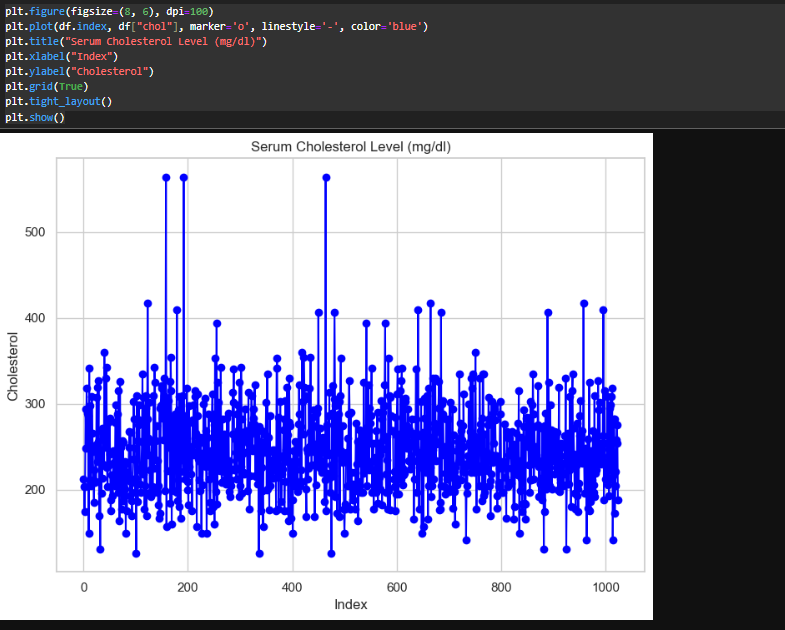 plt.figure(figsize=(8, 6), dpi=100)
plt.plot(df.index, df["chol"], marker='o', linestyle='-', color='blue')
plt.title("Serum Cholesterol Level (mg/dl)")
plt.xlabel("Index")
plt.ylabel("Cholesterol")
plt.grid(True)
plt.tight_layout()
plt.show()
Serum Cholesterol Level (mg/dl)
500
400
300
200
Cholesterol
0 200 400 600 800 1000
Index